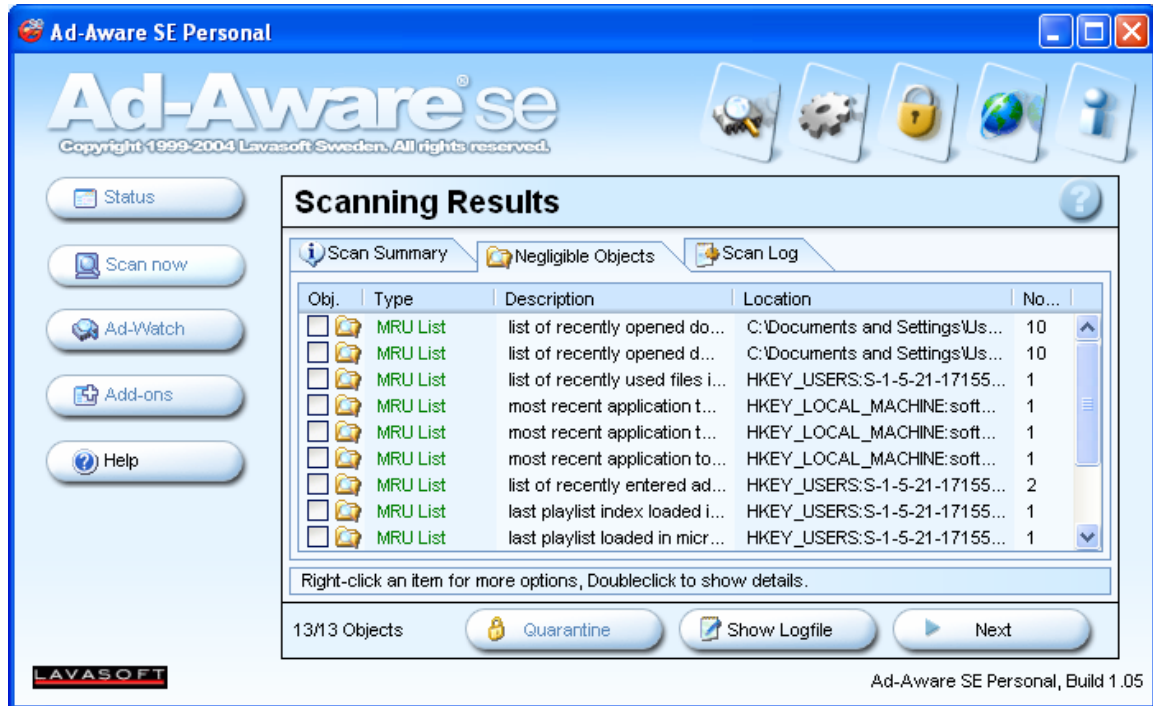 Ad-Aware SE Personal
Ad-Aware® se
Copyright 1999-2004 Lavasoft Sweden. All rights reserved.
Status
Scan now
Ad-Watch
Add-ons
Help
Scanning Results
Scan Summary Negligible Objects Scan Log
Obj. Type Description Location No...
MRU List list of recently opened do... C:\Documents and Settings\Us... 10
MRU List list of recently opened d... C:\Documents and Settings\Us... 10
MRU List list of recently used files i... HKEY_USERS:S-1-5-21-17155... 1
MRU List most recent application t... HKEY_LOCAL_MACHINE:soft... 1
MRU List most recent application t... HKEY_LOCAL_MACHINE:soft... 1
MRU List most recent application to... HKEY_LOCAL_MACHINE:soft... 1
MRU List list of recently entered ad... HKEY_USERS:S-1-5-21-17155... 2
MRU List last playlist index loaded i... HKEY_USERS:S-1-5-21-17155... 1
MRU List last playlist loaded in micr... HKEY_USERS:S-1-5-21-17155... 1
Right-click an item for more options, Doubleclick to show details.
13/13 Objects Quarantine Show Logfile Next
LAVASOFT
Ad-Aware SE Personal, Build 1.05